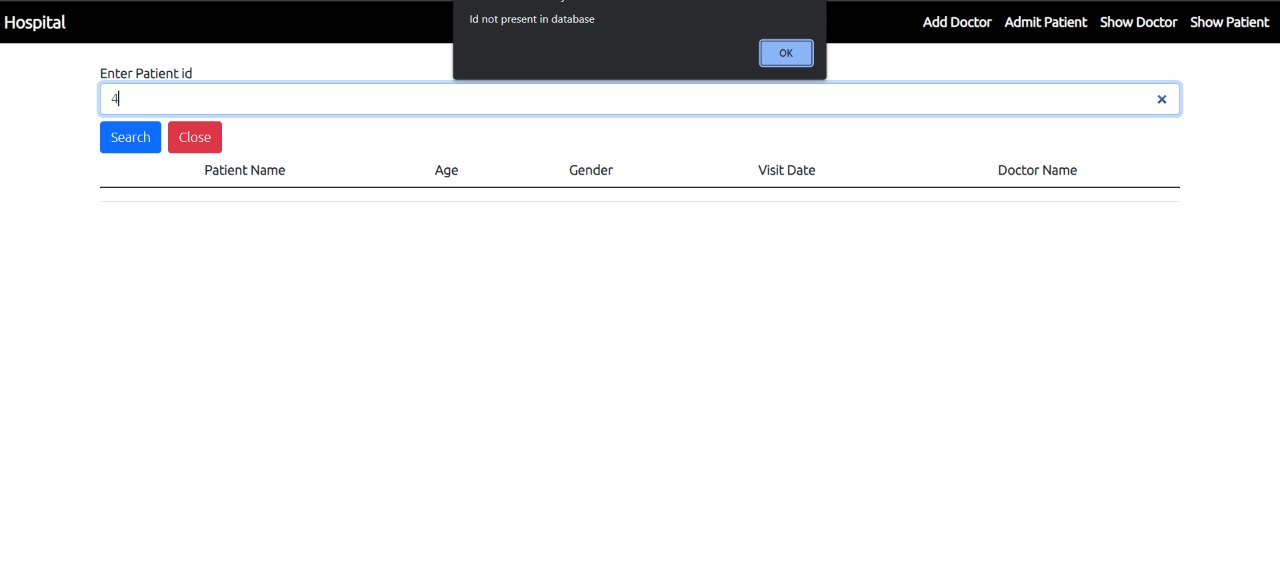 Hospital
Add Doctor Admit Patient Show Doctor Show Patient
Id not present in database
OK
Enter Patient id
4
Search Close
Patient Name Age Gender Visit Date Doctor Name